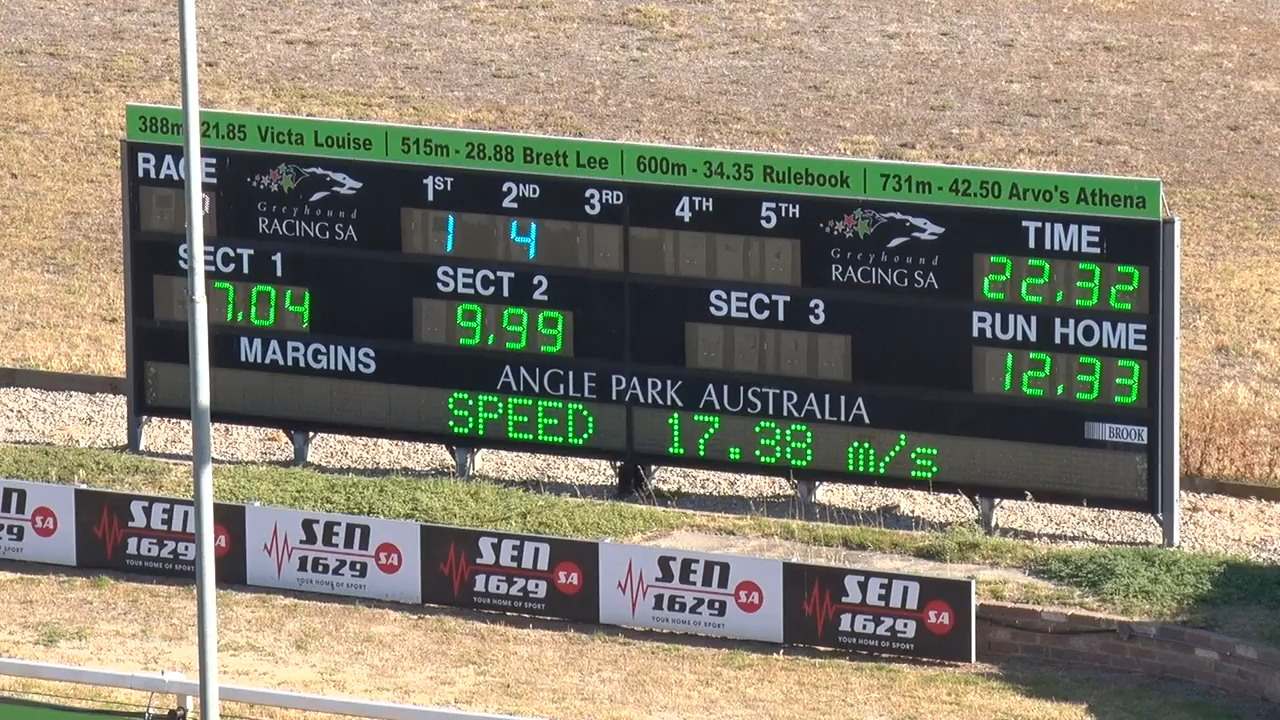 388m 21.85 Victa Louise | 515m - 28.88 Brett Lee | 600m - 34.35 Rulebook | 731m - 42.50 Arvo's Athena
RACE
Greyhound
RACING SA
1ST 2ND 3RD 4TH 5TH
1 4
Greyhound
RACING SA
TIME
22.32
SECT 1
7.04
SECT 2
9.99
SECT 3
RUN HOME
12.33
MARGINS
ANGLE PARK AUSTRALIA
SPEED 17.38 m/s
BROOK
SA
SEN
1629
YOUR HOME OF SPORT
SEN
1629 SA
YOUR HOME OF SPORT
SEN
1629 SA
YOUR HOME OF SPORT
SEN
1629 SA
YOUR HOME OF SPORT
SEN
1629 SA
YOUR HOME OF SPORT